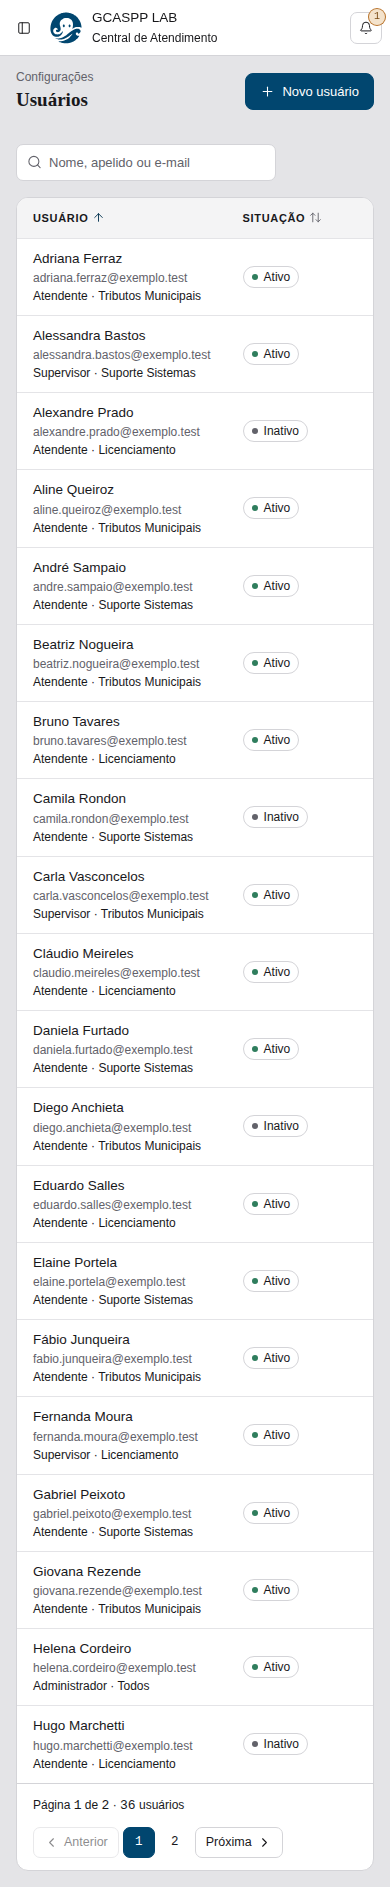 GCASPP LAB
Central de Atendimento
1
Configurações
Usuários
Novo usuário
Nome, apelido ou e-mail
USUÁRIO
SITUAÇÃO
Adriana Ferraz
adriana.ferraz@exemplo.test
Atendente · Tributos Municipais
Ativo
Alessandra Bastos
alessandra.bastos@exemplo.test
Supervisor · Suporte Sistemas
Ativo
Alexandre Prado
alexandre.prado@exemplo.test
Atendente · Licenciamento
Inativo
Aline Queiroz
aline.queiroz@exemplo.test
Atendente · Tributos Municipais
Ativo
André Sampaio
andre.sampaio@exemplo.test
Atendente · Suporte Sistemas
Ativo
Beatriz Nogueira
beatriz.nogueira@exemplo.test
Atendente · Tributos Municipais
Ativo
Bruno Tavares
bruno.tavares@exemplo.test
Atendente · Licenciamento
Ativo
Camila Rondon
camila.rondon@exemplo.test
Atendente · Suporte Sistemas
Inativo
Carla Vasconcelos
carla.vasconcelos@exemplo.test
Supervisor · Tributos Municipais
Ativo
Cláudio Meireles
claudio.meireles@exemplo.test
Atendente · Licenciamento
Ativo
Daniela Furtado
daniela.furtado@exemplo.test
Atendente · Suporte Sistemas
Ativo
Diego Anchieta
diego.anchieta@exemplo.test
Atendente · Tributos Municipais
Inativo
Eduardo Salles
eduardo.salles@exemplo.test
Atendente · Licenciamento
Ativo
Elaine Portela
elaine.portela@exemplo.test
Atendente · Suporte Sistemas
Ativo
Fábio Junqueira
fabio.junqueira@exemplo.test
Atendente · Tributos Municipais
Ativo
Fernanda Moura
fernanda.moura@exemplo.test
Supervisor · Licenciamento
Ativo
Gabriel Peixoto
gabriel.peixoto@exemplo.test
Atendente · Suporte Sistemas
Ativo
Giovana Rezende
giovana.rezende@exemplo.test
Atendente · Tributos Municipais
Ativo
Helena Cordeiro
helena.cordeiro@exemplo.test
Administrador · Todos
Ativo
Hugo Marchetti
hugo.marchetti@exemplo.test
Atendente · Licenciamento
Inativo
Página 1 de 2 · 36 usuários
Anterior 1 2 Próxima